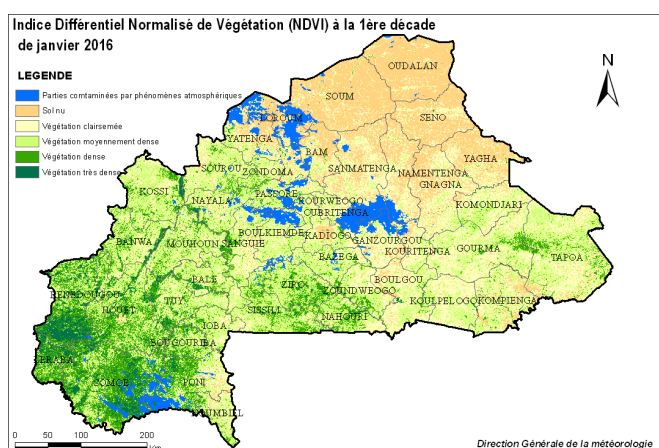 Indice Différentiel Normalisé de Végétation (NDVI) à la 1ère décade
de janvier 2016
LEGENDE
Parties comtaminées par phénomènes atmosphériques
Sol nu
Végétation clairsemée
Végétation moyennement dense
Végétation dense
Végétation très dense
N
OUDALAN
SOUM
LOROUM
SENO
YATENGA
BAM
YAGHA
SOUROU
ZONDOMA
SANMATENGA
NAMENTENGA
GNAGNA
KOSSI
PASSORE
NAYALA
KOURWEOGO
KOMONDJARI
OUBRITENGA
BOULKIEMDE
KADIOGO
BANWA
MOUHOUN
SANGUIE
GANZOURGOU
GOURMA
KOURITENGA
BAZEGA
TAPOA
BALE
BOULGOU
ZIRO
ZOUNDWEOGO
KENEDOUGOU
TUY
KOULPELOGO
KOMPIENGA
HOUET
SISSILI
NAHOURI
IOBA
BOUGOURIBA
LERABA
COMOE
PONI
NOUMBIEL
0 50 100 200
Km
Direction Générale de la météorologie